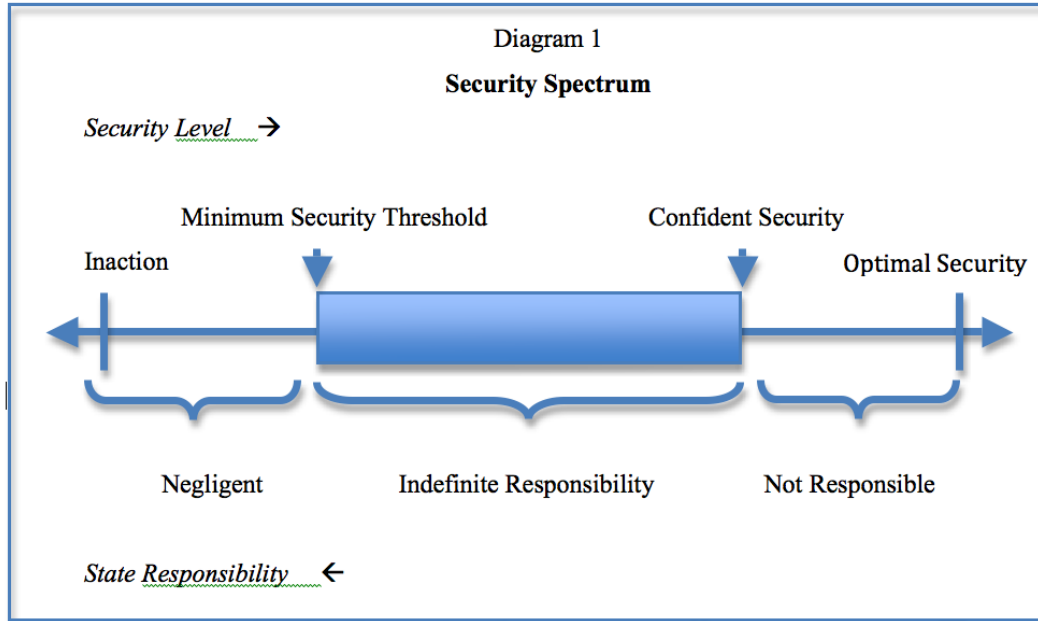 Diagram 1
Security Spectrum
Security Level →
Minimum Security Threshold Confident Security
Inaction Optimal Security
Negligent Indefinite Responsibility Not Responsible
State Responsibility ←